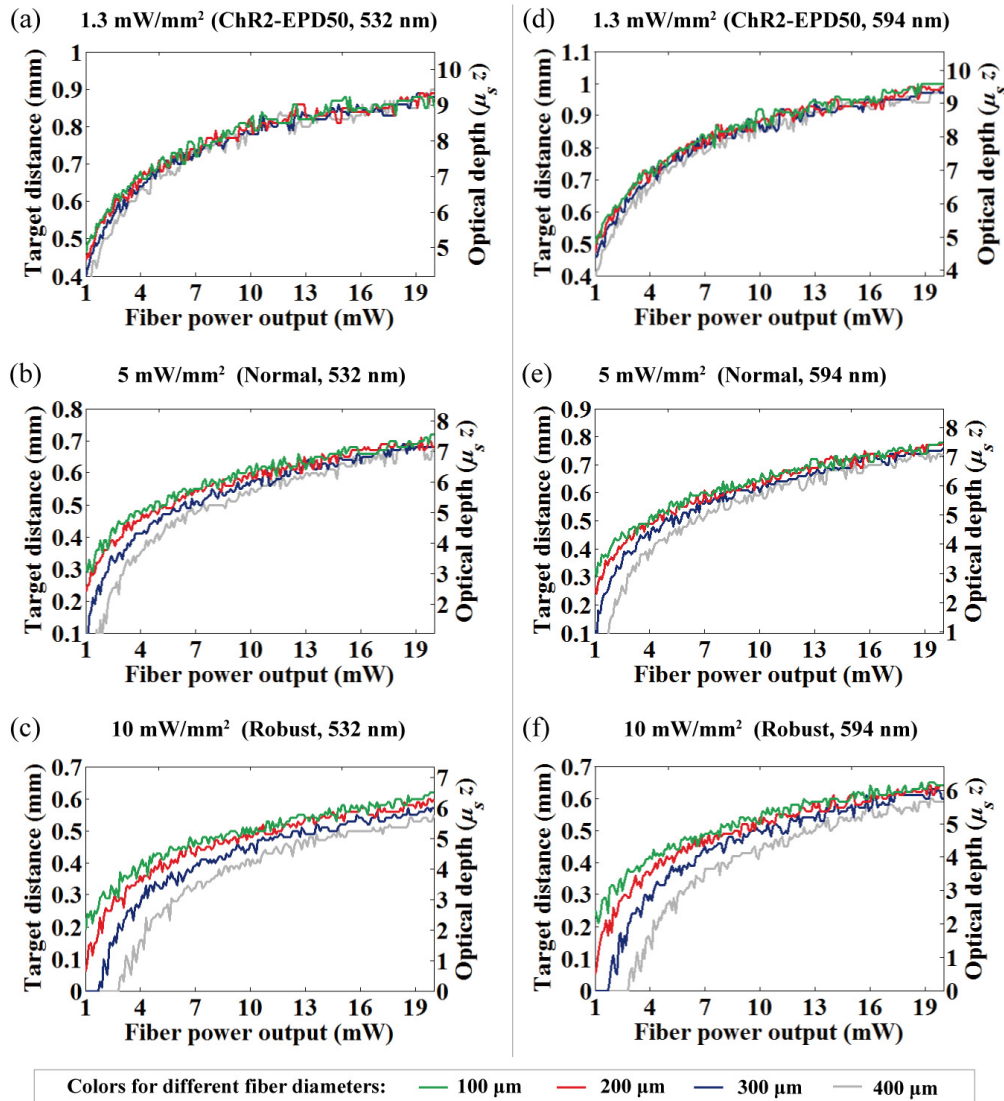 (a) 1.3 mW/mm² (ChR2-EPD50, 532 nm)
Target distance (mm)
1
0.9
0.8
0.7
0.6
0.5
0.4
10
9
8
7
6
5
Optical depth (μs z)
1 4 7 10 13 16 19
Fiber power output (mW)
(b) 5 mW/mm² (Normal, 532 nm)
Target distance (mm)
0.8
0.7
0.6
0.5
0.4
0.3
0.2
0.1
8
7
6
5
4
3
2
Optical depth (μs z)
1 4 7 10 13 16 19
Fiber power output (mW)
(c) 10 mW/mm² (Robust, 532 nm)
Target distance (mm)
0.7
0.6
0.5
0.4
0.3
0.2
0.1
0
7
6
5
4
3
2
1
0
Optical depth (μs z)
1 4 7 10 13 16 19
Fiber power output (mW)
(d) 1.3 mW/mm² (ChR2-EPD50, 594 nm)
Target distance (mm)
1.1
1
0.9
0.8
0.7
0.6
0.5
0.4
10
9
8
7
6
5
4
Optical depth (μs z)
1 4 7 10 13 16 19
Fiber power output (mW)
(e) 5 mW/mm² (Normal, 594 nm)
Target distance (mm)
0.9
0.8
0.7
0.6
0.5
0.4
0.3
0.2
0.1
8
7
6
5
4
3
2
1
Optical depth (μs z)
1 4 7 10 13 16 19
Fiber power output (mW)
(f) 10 mW/mm² (Robust, 594 nm)
Target distance (mm)
0.7
0.6
0.5
0.4
0.3
0.2
0.1
0
6
5
4
3
2
1
0
Optical depth (μs z)
1 4 7 10 13 16 19
Fiber power output (mW)
Colors for different fiber diameters: 100 μm 200 μm 300 μm 400 μm